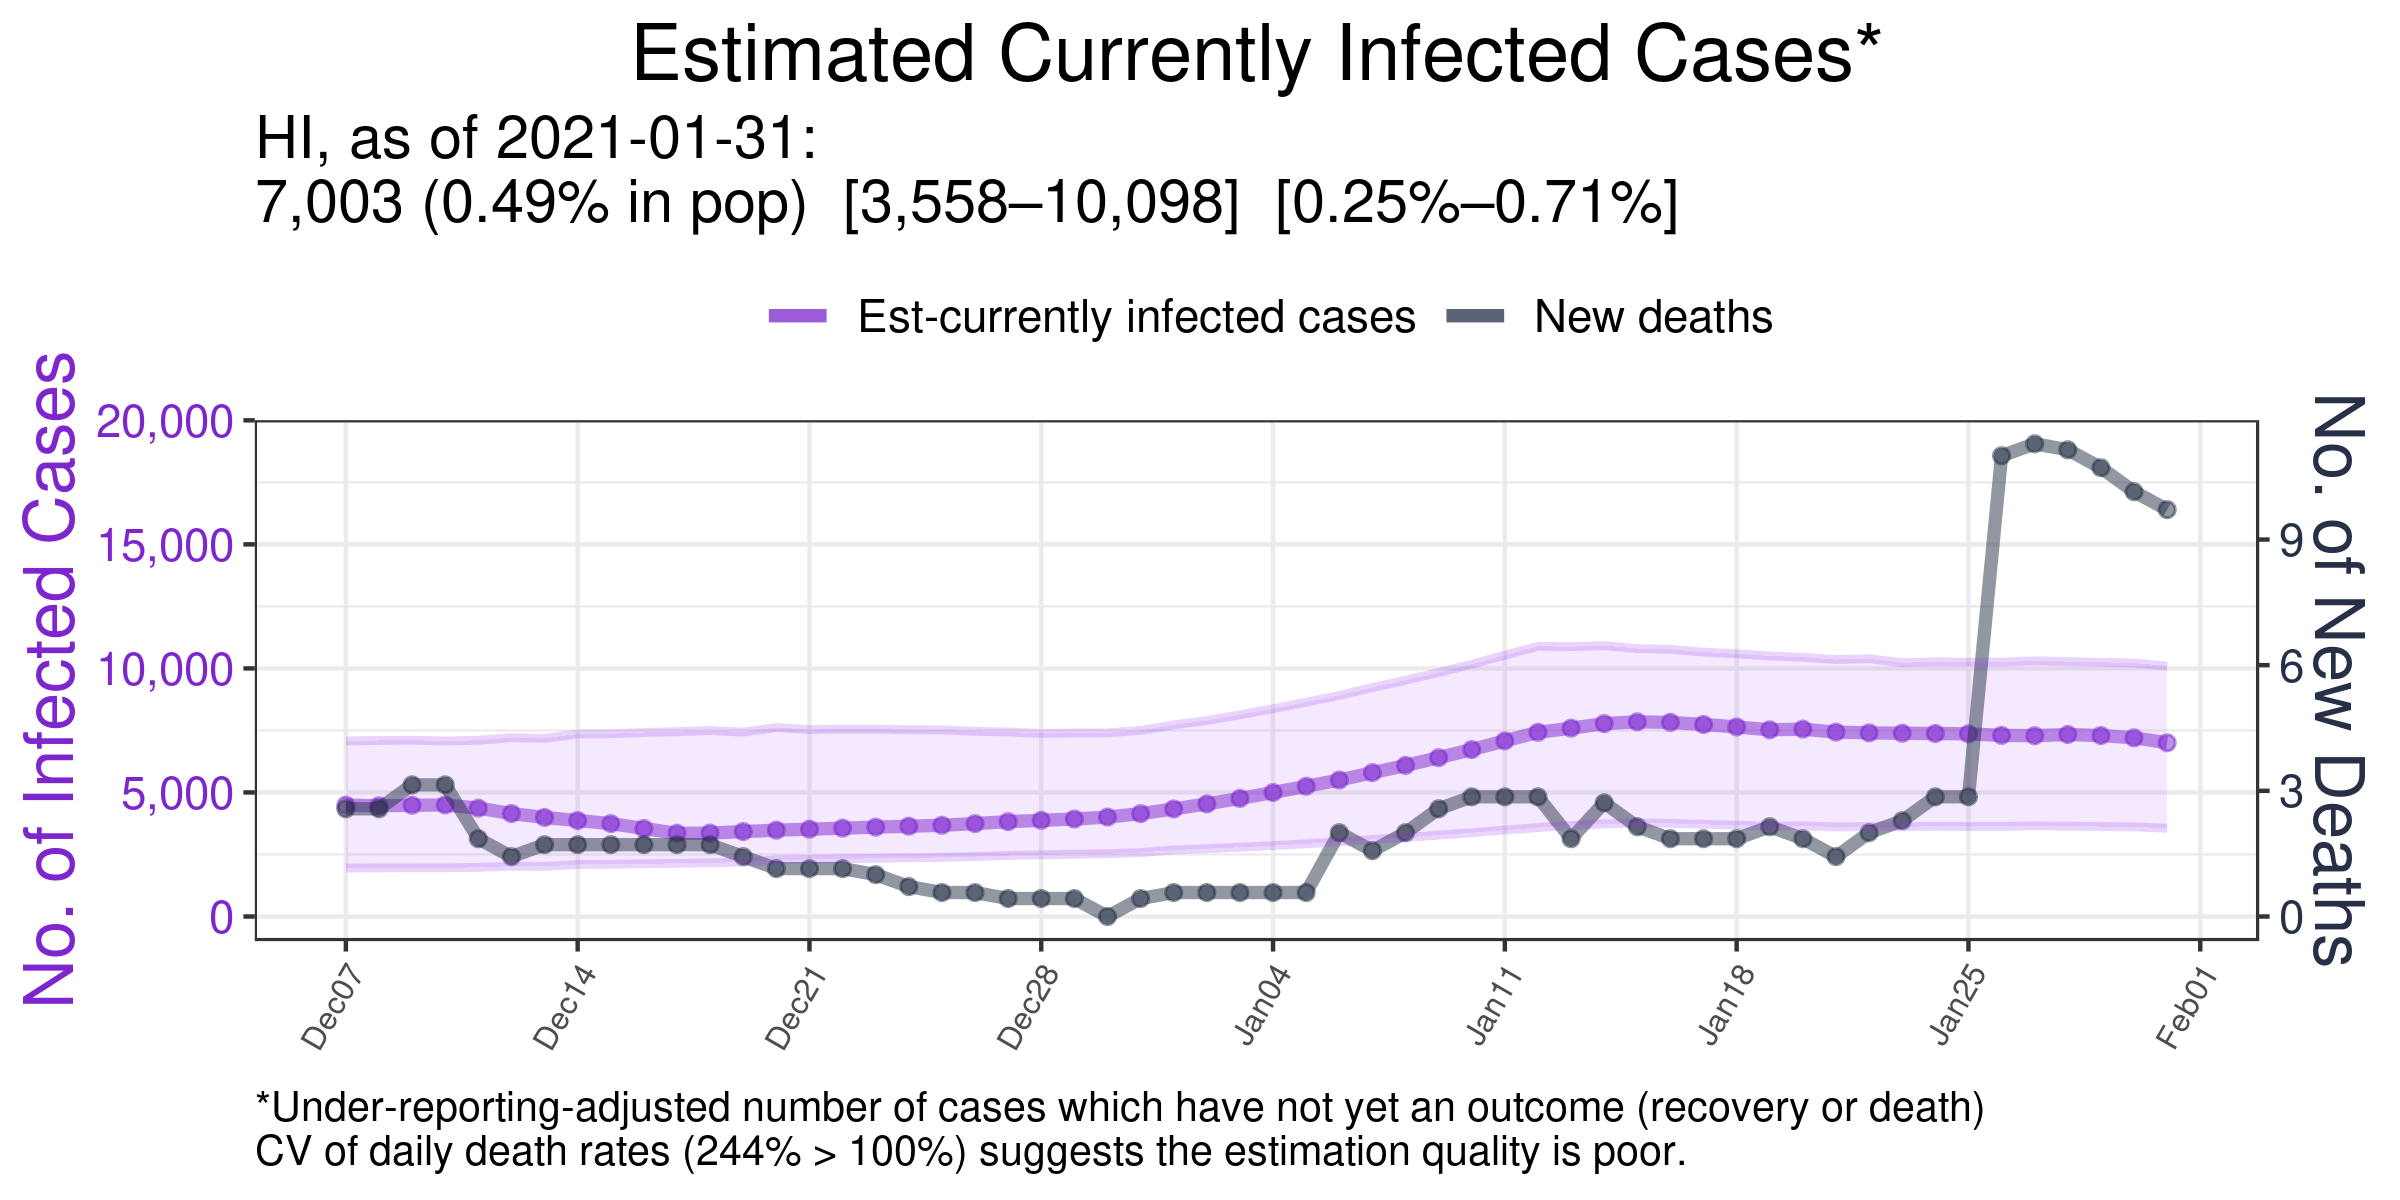 Estimated Currently Infected Cases*
HI, as of 2021-01-31:
7,003 (0.49% in pop)  [3,558–10,098]  [0.25%–0.71%]
Est-currently infected cases
New deaths
No. of Infected Cases
20,000
15,000
10,000
5,000
0
No. of New Deaths
9
6
3
0
Dec07
Dec14
Dec21
Dec28
Jan04
Jan11
Jan18
Jan25
Feb01
*Under-reporting-adjusted number of cases which have not yet an outcome (recovery or death)
CV of daily death rates (244% > 100%) suggests the estimation quality is poor.